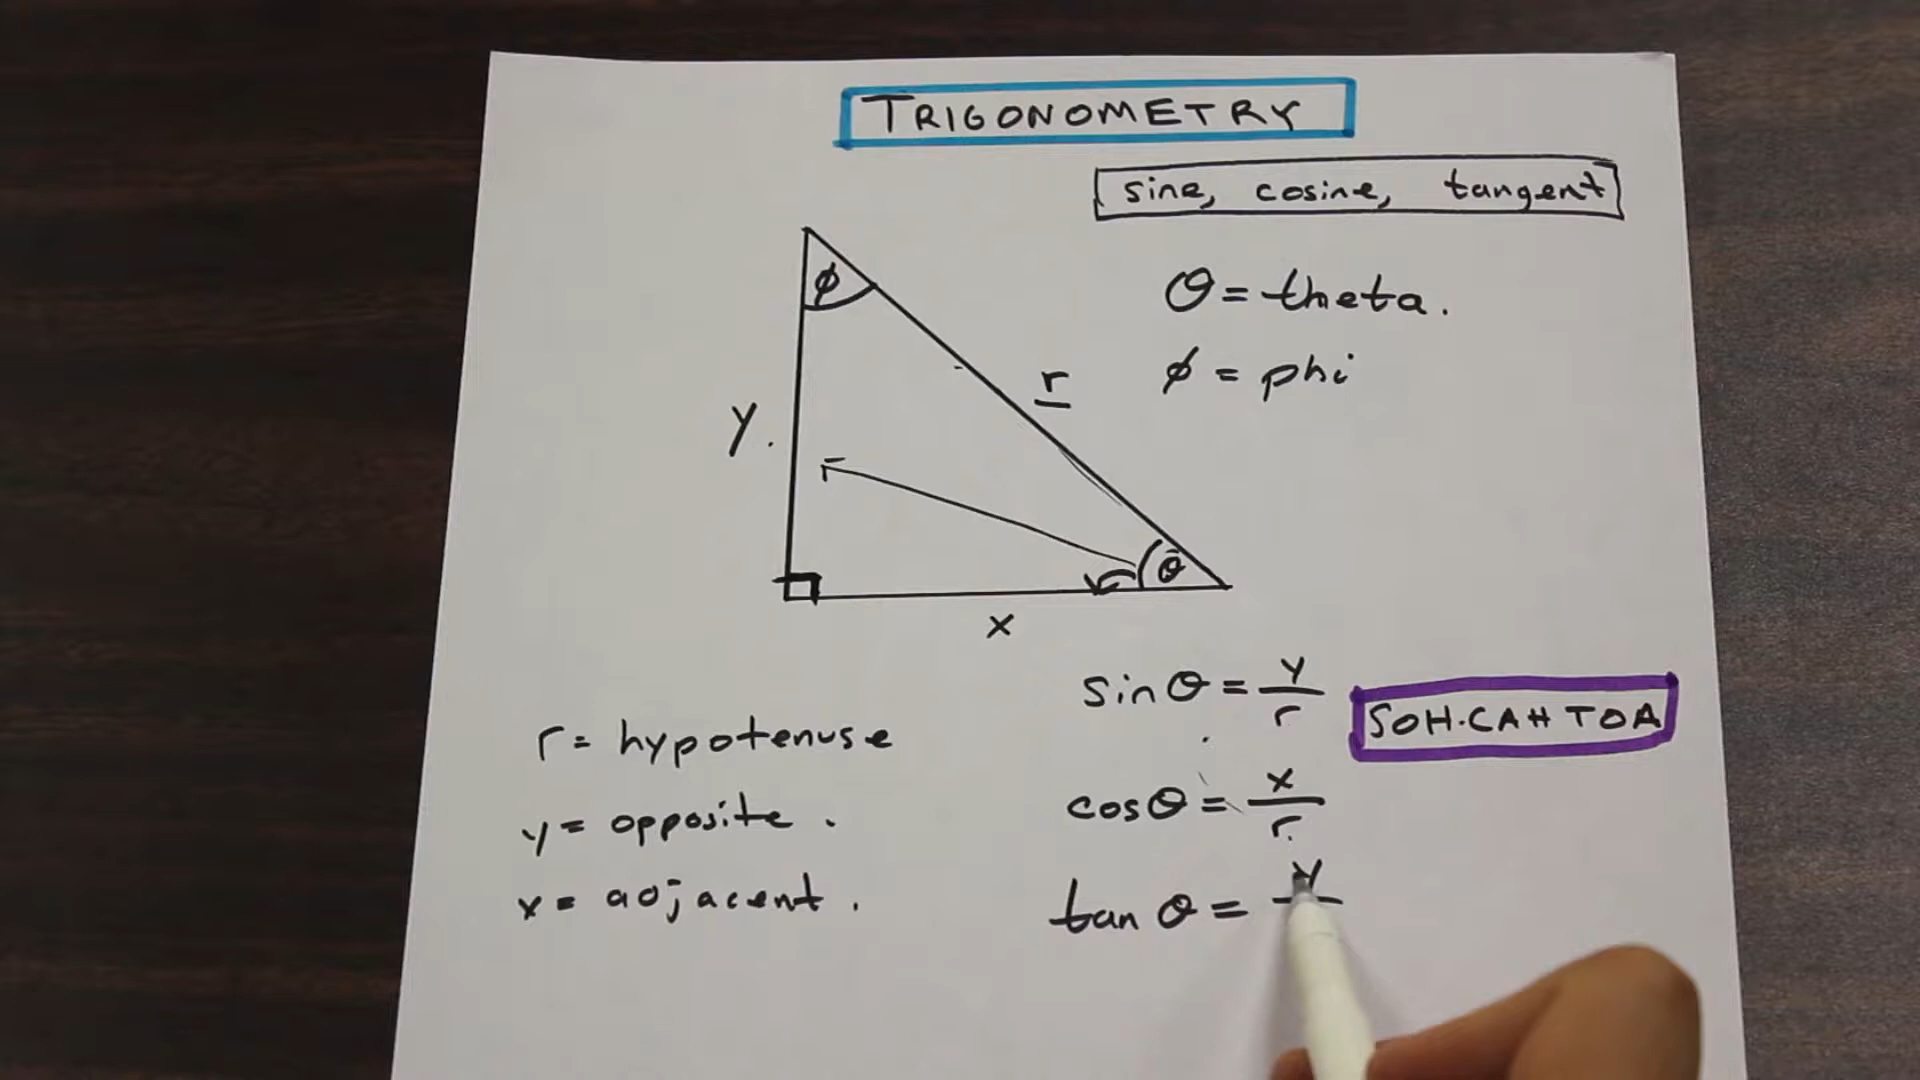 TRIGONOMETRY
sine, cosine, tangent
θ = theta.
ϕ = phi
ϕ
r
y.
θ
x
sin θ = y/r
SOH.CAH TOA
r = hypotenuse
cos θ = x/r.
y = opposite.
x = adjacent.
tan θ = y/